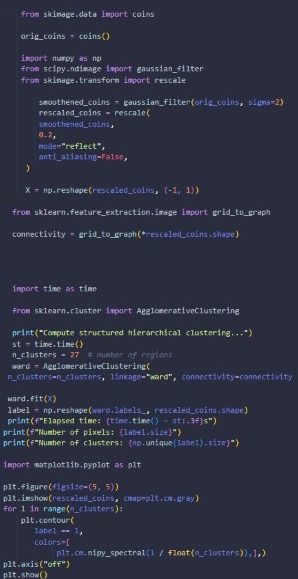 from skimage.data import coins
orig_coins = coins()
import numpy as np
from scipy.ndimage import gaussian_filter
from skimage.transform import rescale
smoothened_coins = gaussian_filter(orig_coins, sigma=2)
rescaled_coins = rescale(
smoothened_coins,
0.2,
mode="reflect",
anti_aliasing=False,
)
X = np.reshape(rescaled_coins, (-1, 1))
from sklearn.feature_extraction.image import grid_to_graph
connectivity = grid_to_graph(*rescaled_coins.shape)
import time as time
from sklearn.cluster import AgglomerativeClustering
print("Compute structured hierarchical clustering...")
st = time.time()
n_clusters = 27  # number of regions
ward = AgglomerativeClustering(
n_clusters=n_clusters, linkage="ward", connectivity=connectivity
ward.fit(X)
label = np.reshape(ward.labels_, rescaled_coins.shape)
print(f"Elapsed time: {time.time() - st:.3f}s")
print(f"Number of pixels: {label.size}")
print(f"Number of clusters: {np.unique(label).size}")
import matplotlib.pyplot as plt
plt.figure(figsize=(5, 5))
plt.imshow(rescaled_coins, cmap=plt.cm.gray)
for l in range(n_clusters):
plt.contour(
label == l,
colors=[
plt.cm.nipy_spectral(l / float(n_clusters)),],)
plt.axis("off")
plt.show()